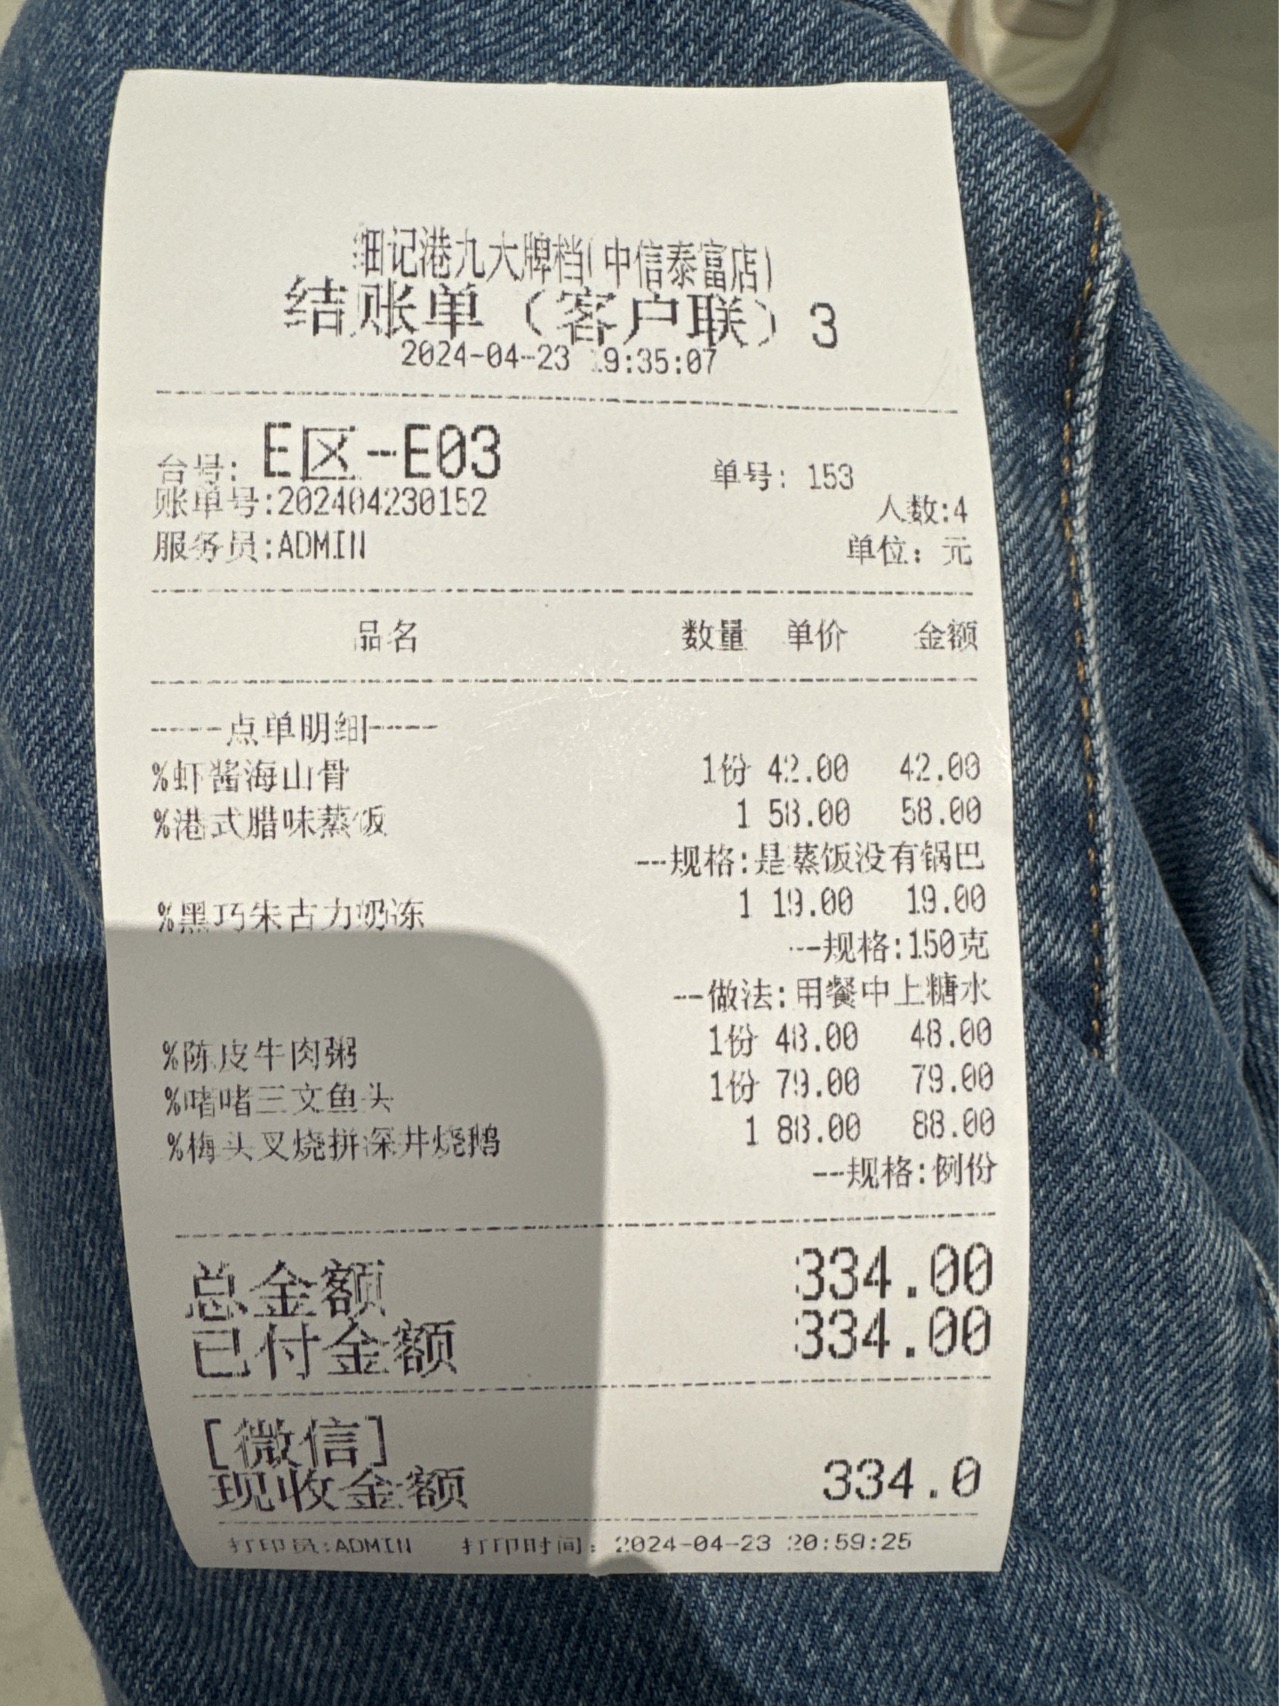 细记港九大牌档(中信泰富店)
结账单（客户联）3
2024-04-23 19:35:07
台号: E区-E03 单号: 153
账单号:202404230152 人数:4
服务员:ADMIN 单位: 元
品名 数量 单价 金额
-----点单明细-----
%虾酱海山骨 1份 42.00 42.00
%港式腊味蒸饭 1 58.00 58.00
---规格:是蒸饭没有锅巴
%黑巧朱古力奶冻 1 19.00 19.00
---规格:150克
---做法:用餐中上糖水
%陈皮牛肉粥 1份 48.00 48.00
%啫啫三文鱼头 1份 79.00 79.00
%梅头叉烧拼深井烧鹅 1 88.00 88.00
---规格:例份
总金额 334.00
已付金额 334.00
[微信]
现收金额 334.0
打印员:ADMIN 打印时间: 2024-04-23 20:59:25